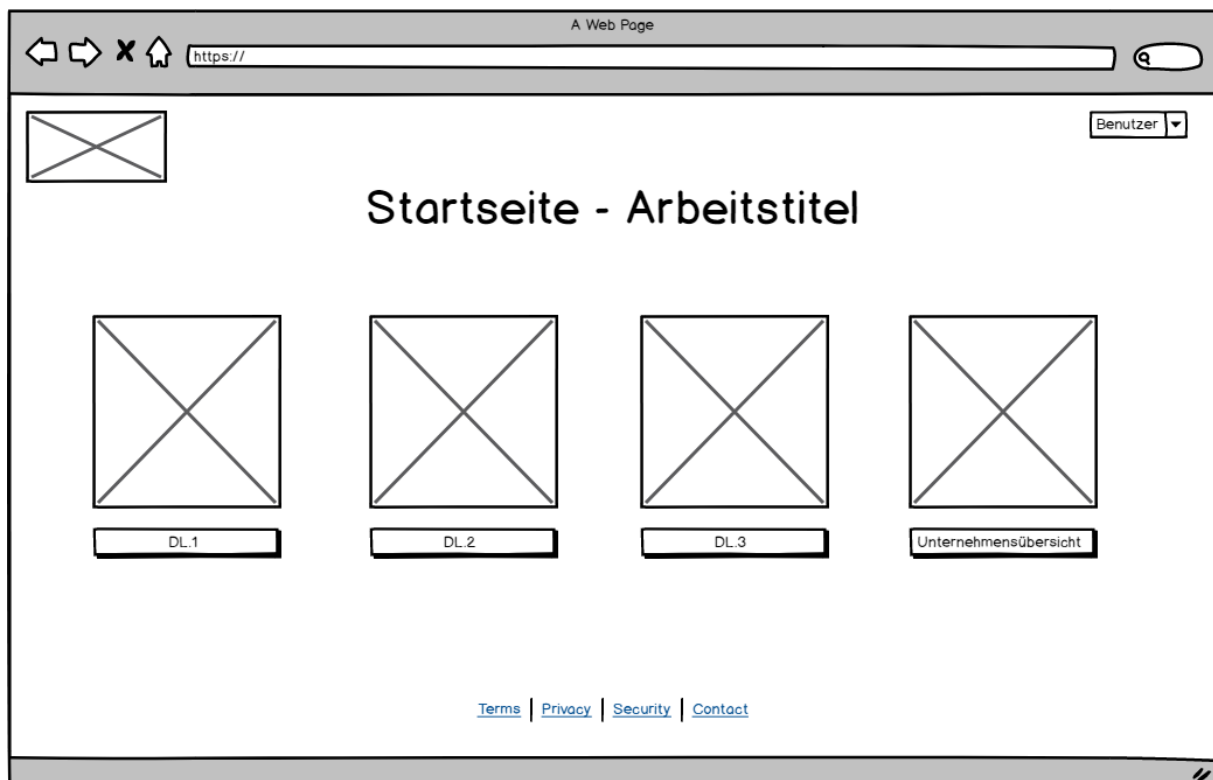 A Web Page
https://
Benutzer
Startseite - Arbeitstitel
DL.1
DL.2
DL.3
Unternehmensübersicht
Terms | Privacy | Security | Contact